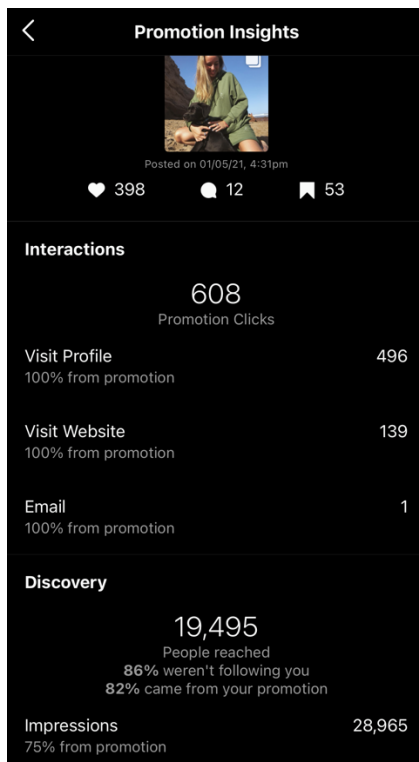 Promotion Insights
Posted on 01/05/21, 4:31pm
398 12 53
Interactions
608
Promotion Clicks
Visit Profile 496
100% from promotion
Visit Website 139
100% from promotion
Email 1
100% from promotion
Discovery
19,495
People reached
86% weren't following you
82% came from your promotion
Impressions 28,965
75% from promotion